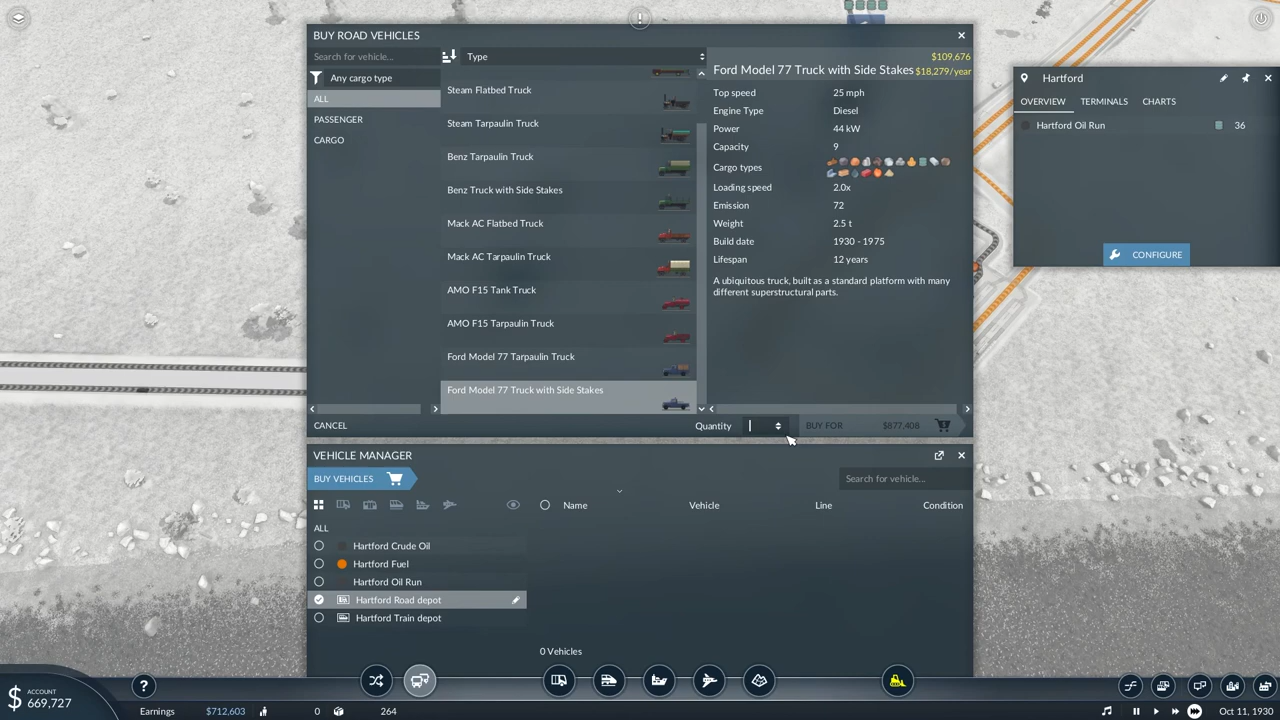 BUY ROAD VEHICLES
Search for vehicle...
Type
$109,676
Ford Model 77 Truck with Side Stakes
$18,279/year
Any cargo type
ALL
PASSENGER
CARGO
Steam Flatbed Truck
Steam Tarpaulin Truck
Benz Tarpaulin Truck
Benz Truck with Side Stakes
Mack AC Flatbed Truck
Mack AC Tarpaulin Truck
AMO F15 Tank Truck
AMO F15 Tarpaulin Truck
Ford Model 77 Tarpaulin Truck
Ford Model 77 Truck with Side Stakes
Top speed 25 mph
Engine Type Diesel
Power 44 kW
Capacity 9
Cargo types
Loading speed 2.0x
Emission 72
Weight 2.5 t
Build date 1930 - 1975
Lifespan 12 years
A ubiquitous truck, built as a standard platform with many
different superstructural parts.
CANCEL
Quantity
BUY FOR $877,408
Hartford
OVERVIEW TERMINALS CHARTS
Hartford Oil Run 36
CONFIGURE
VEHICLE MANAGER
BUY VEHICLES
Search for vehicle...
Name Vehicle Line Condition
ALL
Hartford Crude Oil
Hartford Fuel
Hartford Oil Run
Hartford Road depot
Hartford Train depot
0 Vehicles
$ ACCOUNT
669,727
?
Earnings $712,603 0 264
Oct 11, 1930